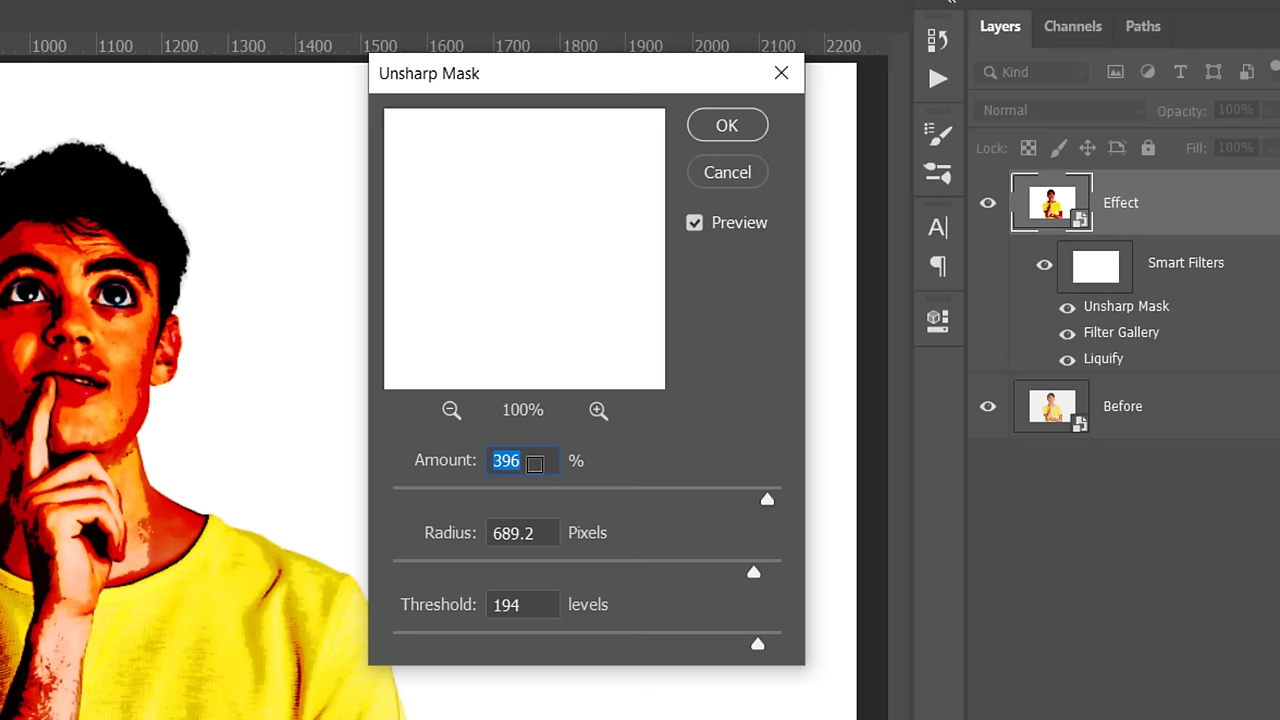 1000 1100 1200 1300 1400 1500 1600 1700 1800 1900 2000 2100 2200
Layers Channels Paths
Kind
Normal Opacity: 100%
Lock: Fill: 100%
Effect
Smart Filters
Unsharp Mask
Filter Gallery
Liquify
Before
Unsharp Mask
OK
Cancel
Preview
100%
Amount: 396 %
Radius: 689.2 Pixels
Threshold: 194 levels